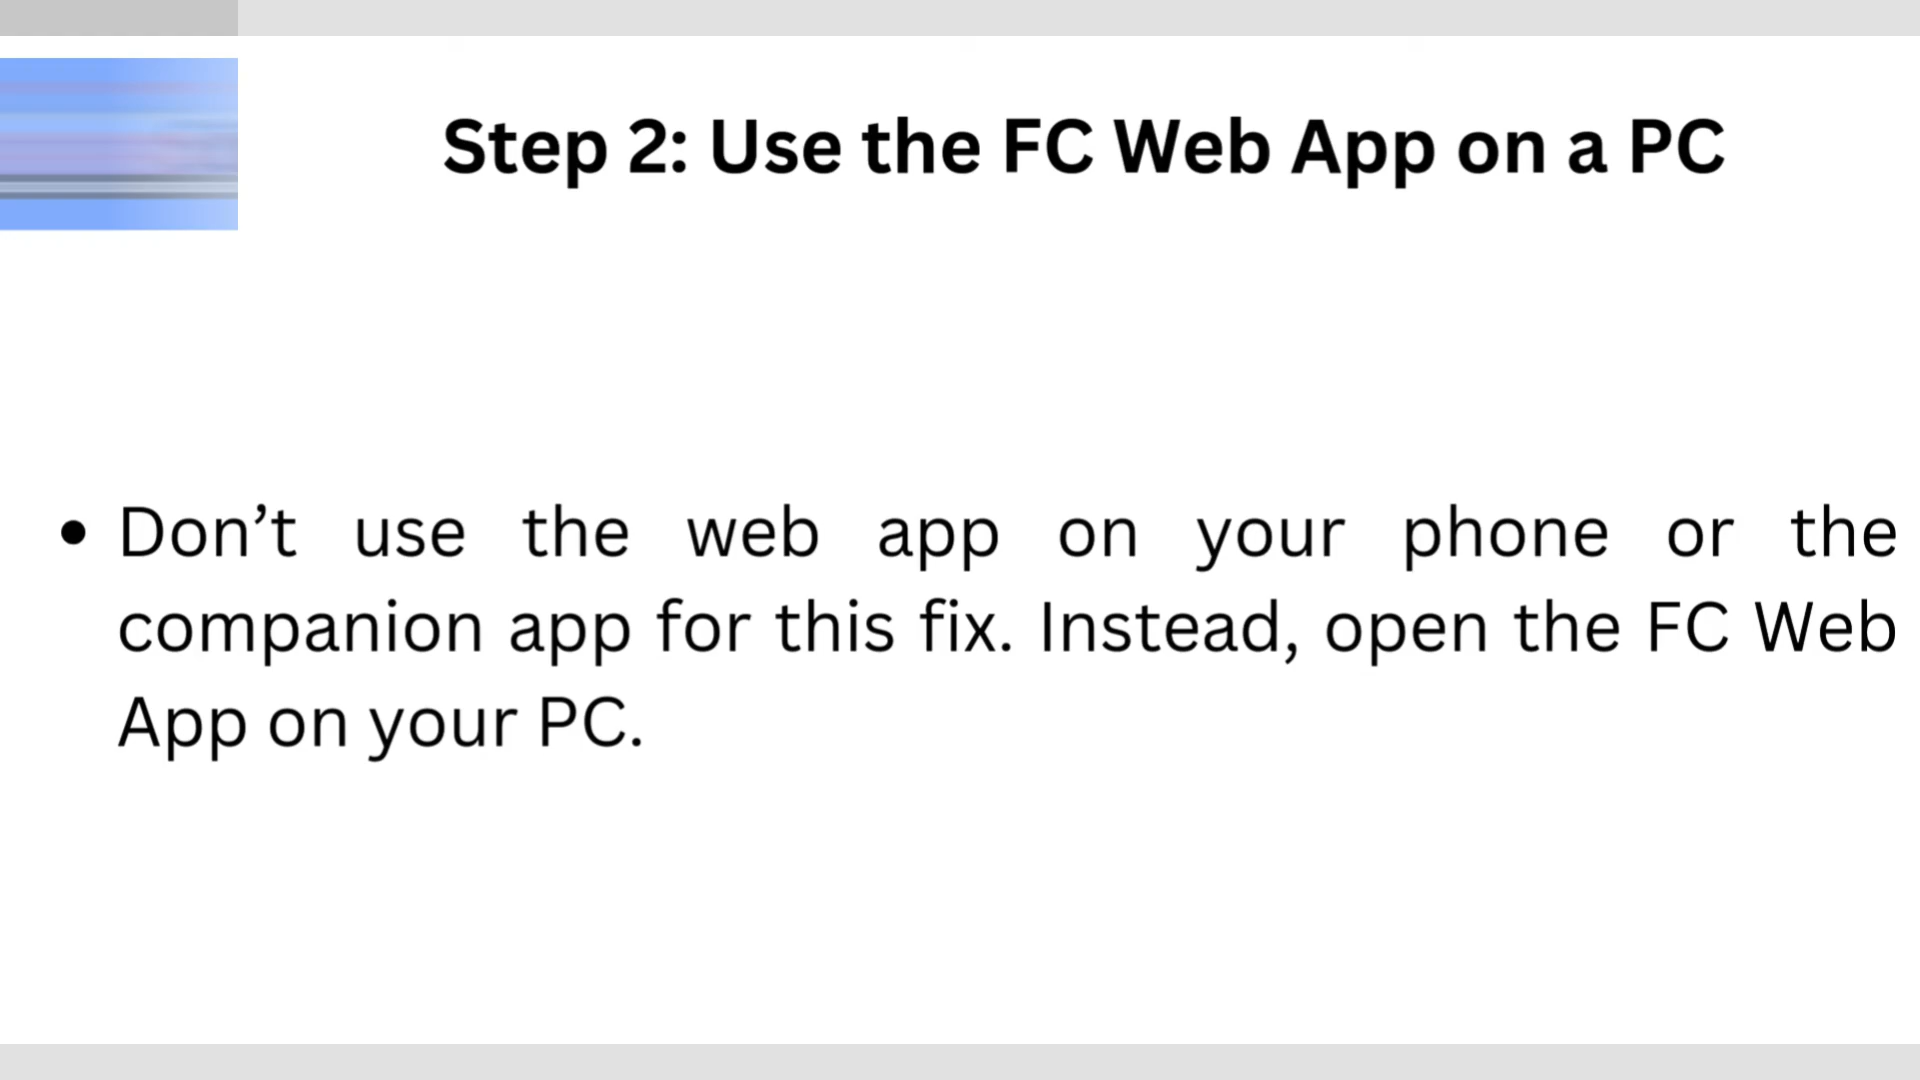 Step 2: Use the FC Web App on a PC
• Don’t use the web app on your phone or the
companion app for this fix. Instead, open the FC Web
App on your PC.